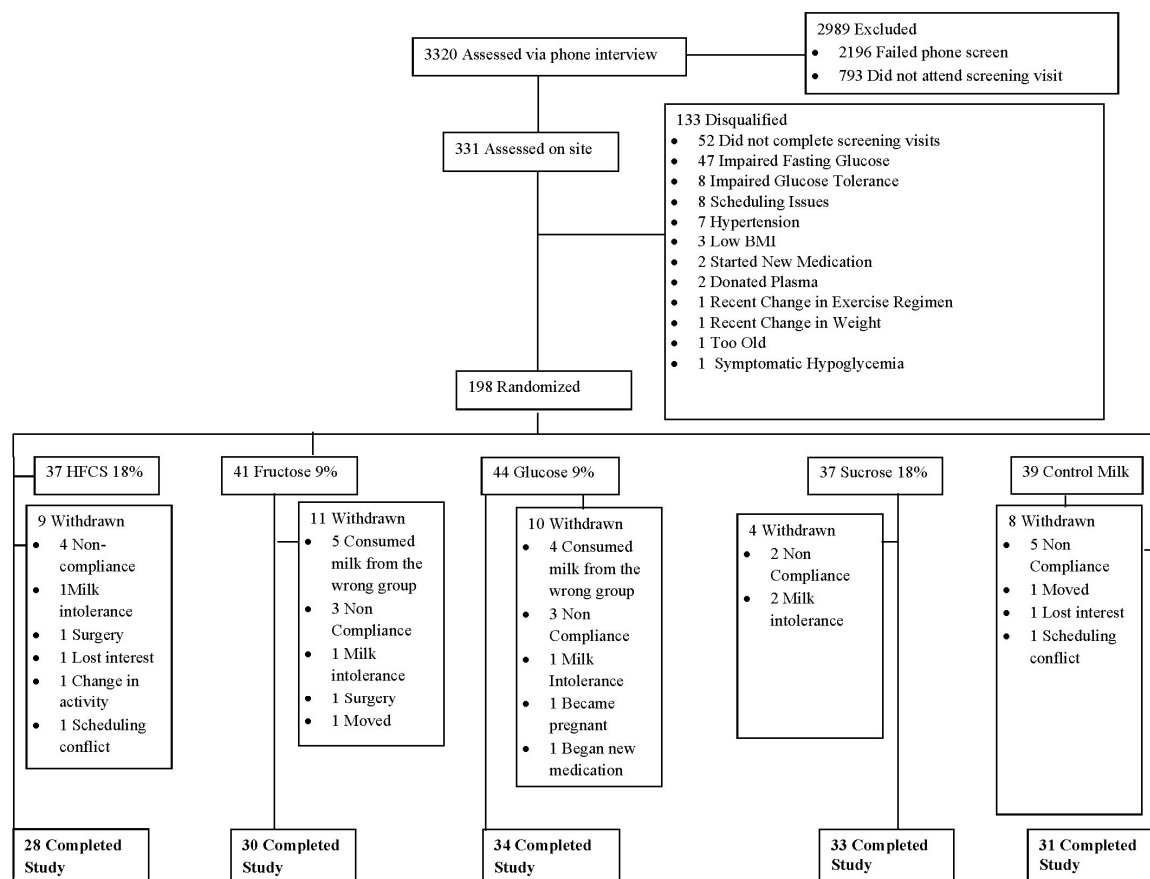 3320 Assessed via phone interview
2989 Excluded
• 2196 Failed phone screen
• 793 Did not attend screening visit
331 Assessed on site
133 Disqualified
• 52 Did not complete screening visits
• 47 Impaired Fasting Glucose
• 8 Impaired Glucose Tolerance
• 8 Scheduling Issues
• 7 Hypertension
• 3 Low BMI
• 2 Started New Medication
• 2 Donated Plasma
• 1 Recent Change in Exercise Regimen
• 1 Recent Change in Weight
• 1 Too Old
• 1 Symptomatic Hypoglycemia
198 Randomized
37 HFCS 18%
9 Withdrawn
• 4 Non-
compliance
• 1Milk
intolerance
• 1 Surgery
• 1 Lost interest
• 1 Change in
activity
• 1 Scheduling
conflict
28 Completed
Study
41 Fructose 9%
11 Withdrawn
• 5 Consumed
milk from the
wrong group
• 3 Non
Compliance
• 1 Milk
intolerance
• 1 Surgery
• 1 Moved
30 Completed
Study
44 Glucose 9%
10 Withdrawn
• 4 Consumed
milk from the
wrong group
• 3 Non
Compliance
• 1 Milk
Intolerance
• 1 Became
pregnant
• 1 Began new
medication
34 Completed
Study
37 Sucrose 18%
4 Withdrawn
• 2 Non
Compliance
• 2 Milk
intolerance
33 Completed
Study
39 Control Milk
8 Withdrawn
• 5 Non
Compliance
• 1 Moved
• 1 Lost interest
• 1 Scheduling
conflict
31 Completed
Study